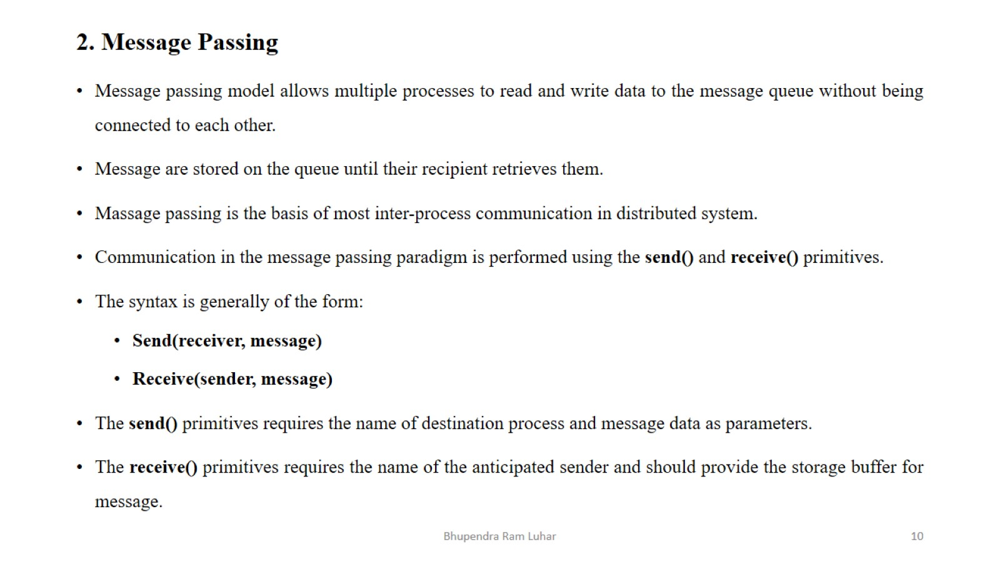 2. Message Passing
• Message passing model allows multiple processes to read and write data to the message queue without being
connected to each other.
• Message are stored on the queue until their recipient retrieves them.
• Massage passing is the basis of most inter-process communication in distributed system.
• Communication in the message passing paradigm is performed using the send() and receive() primitives.
• The syntax is generally of the form:
• Send(receiver, message)
• Receive(sender, message)
• The send() primitives requires the name of destination process and message data as parameters.
• The receive() primitives requires the name of the anticipated sender and should provide the storage buffer for
message.
Bhupendra Ram Luhar
10